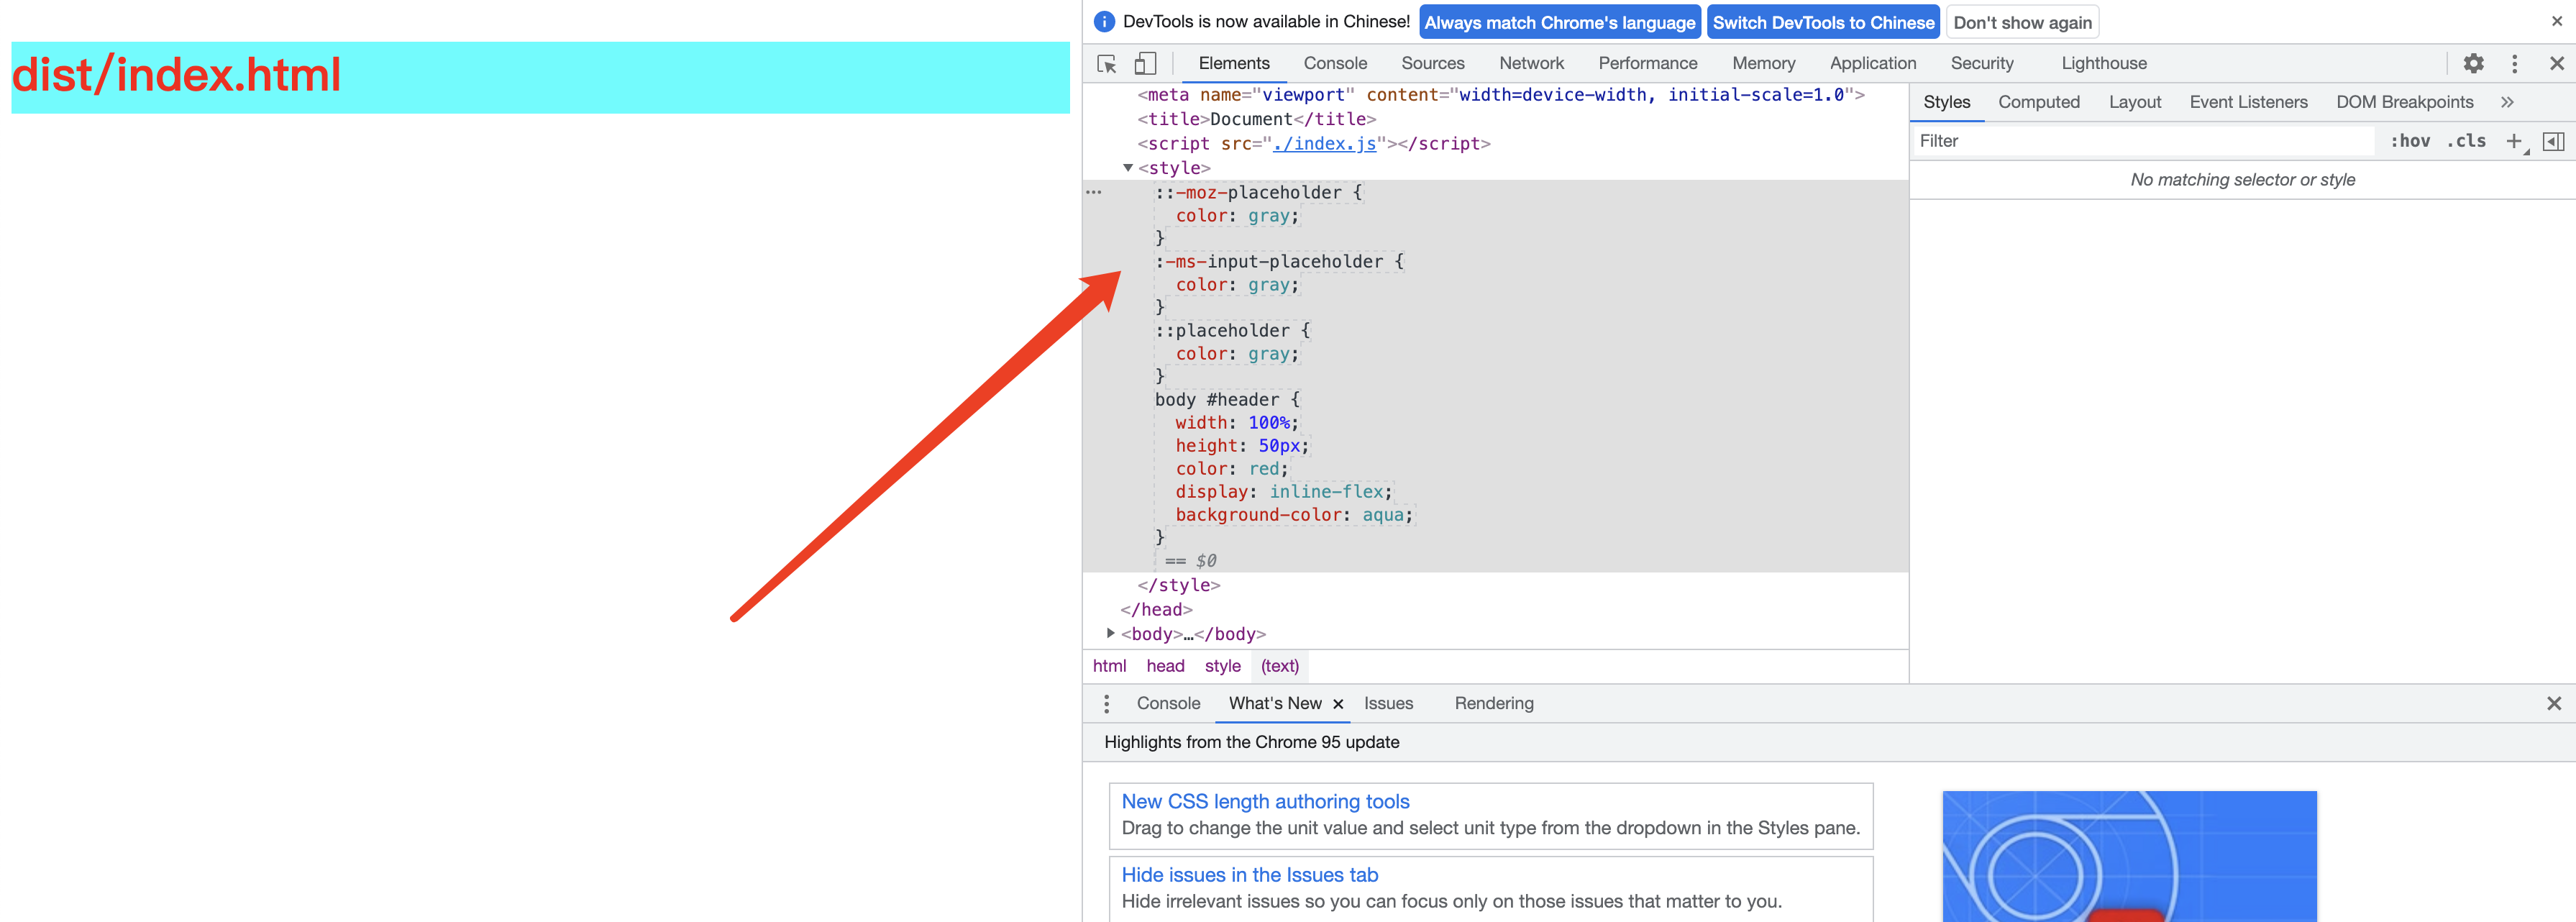 dist/index.html
DevTools is now available in Chinese! Always match Chrome's language Switch DevTools to Chinese Don't show again
Elements Console Sources Network Performance Memory Application Security Lighthouse
<meta name="viewport" content="width=device-width, initial-scale=1.0">
<title>Document</title>
<script src="./index.js"></script>
<style>
::-moz-placeholder {
color: gray;
}
:-ms-input-placeholder {
color: gray;
}
::placeholder {
color: gray;
}
body #header {
width: 100%;
height: 50px;
color: red;
display: inline-flex;
background-color: aqua;
}
== $0
</style>
</head>
<body>…</body>
html head style (text)
Styles Computed Layout Event Listeners DOM Breakpoints »
Filter :hov .cls
No matching selector or style
Console What's New Issues Rendering
Highlights from the Chrome 95 update
New CSS length authoring tools
Drag to change the unit value and select unit type from the dropdown in the Styles pane.
Hide issues in the Issues tab
Hide irrelevant issues so you can focus only on those issues that matter to you.